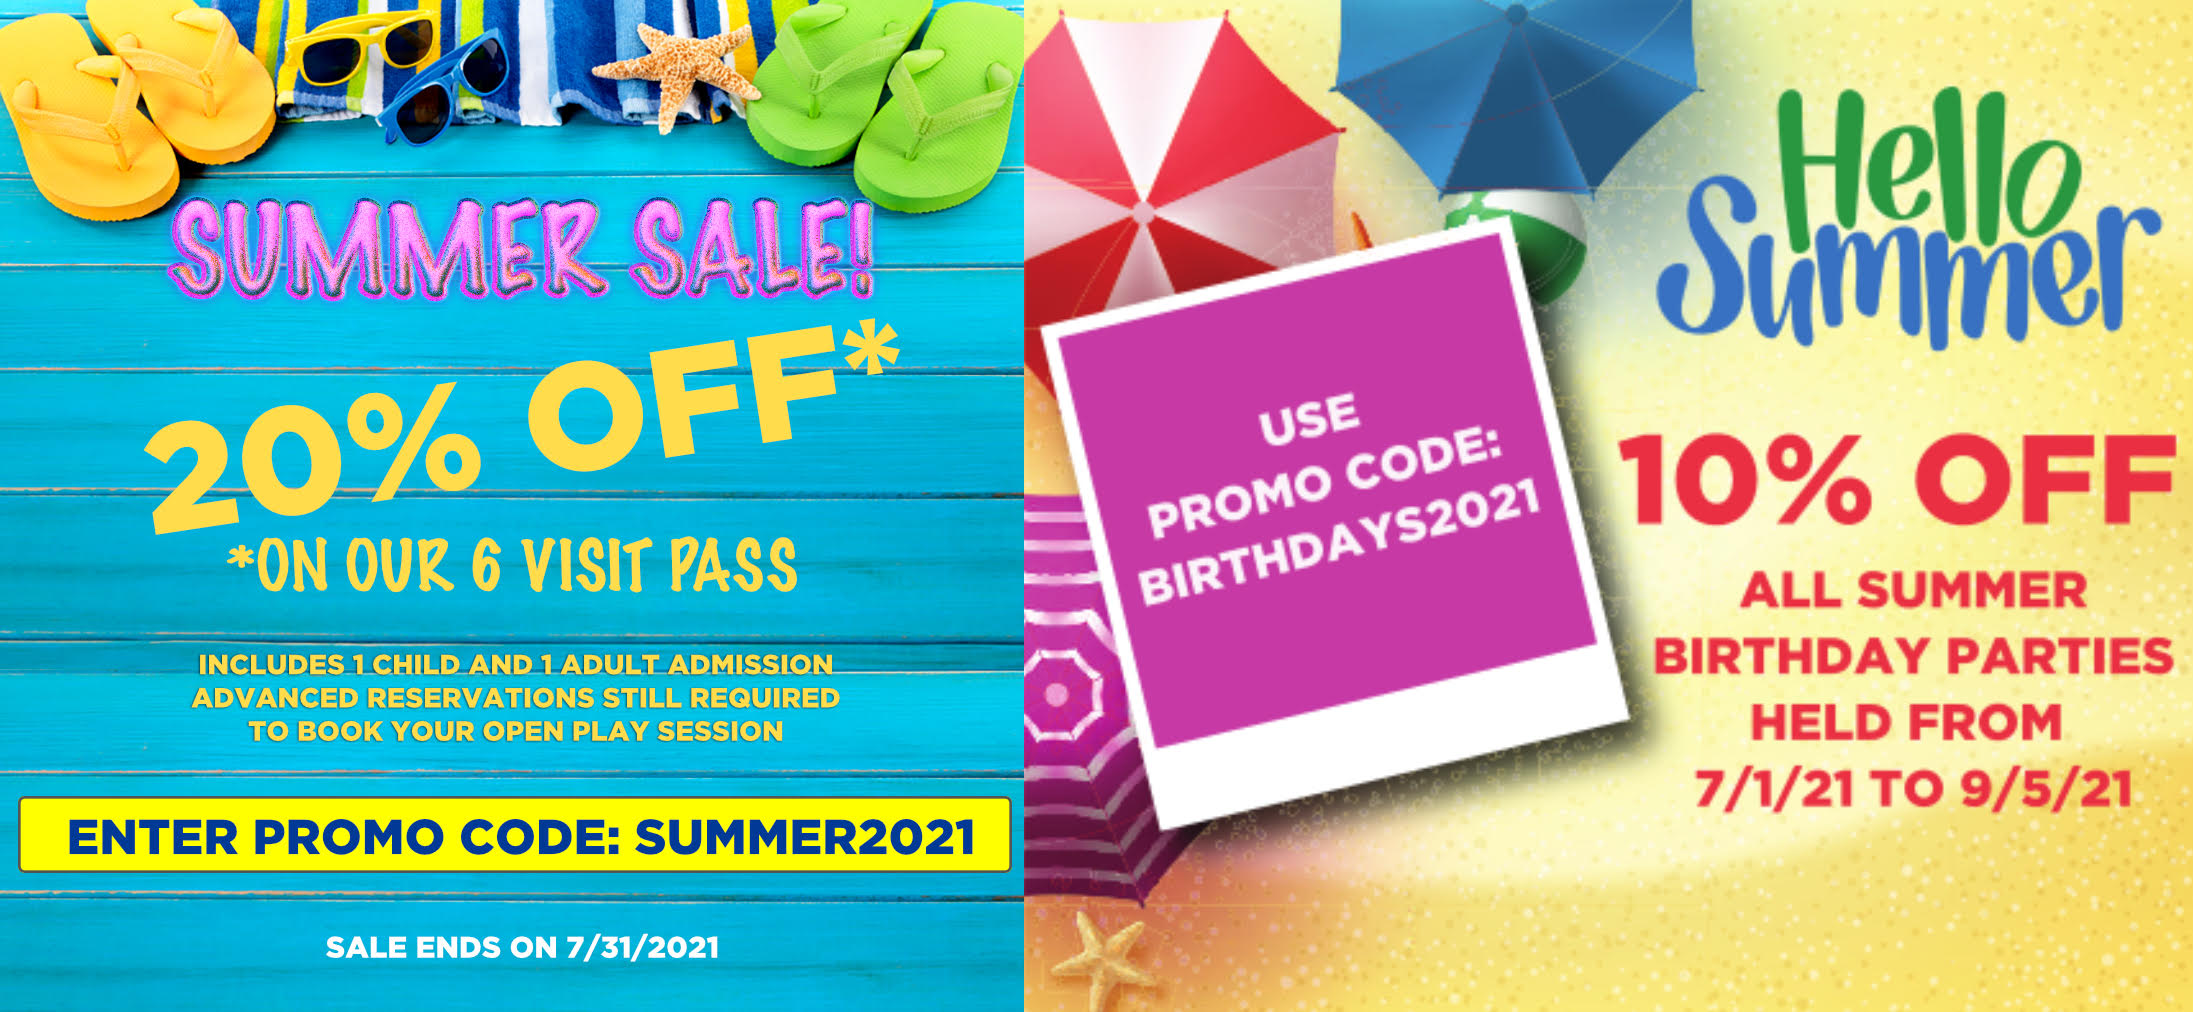 SUMMER SALE!
20% OFF*
*ON OUR 6 VISIT PASS
INCLUDES 1 CHILD AND 1 ADULT ADMISSION
ADVANCED RESERVATIONS STILL REQUIRED
TO BOOK YOUR OPEN PLAY SESSION
ENTER PROMO CODE: SUMMER2021
SALE ENDS ON 7/31/2021
USE
PROMO CODE:
BIRTHDAYS2021
Hello
Summer
10% OFF
ALL SUMMER
BIRTHDAY PARTIES
HELD FROM
7/1/21 TO 9/5/21